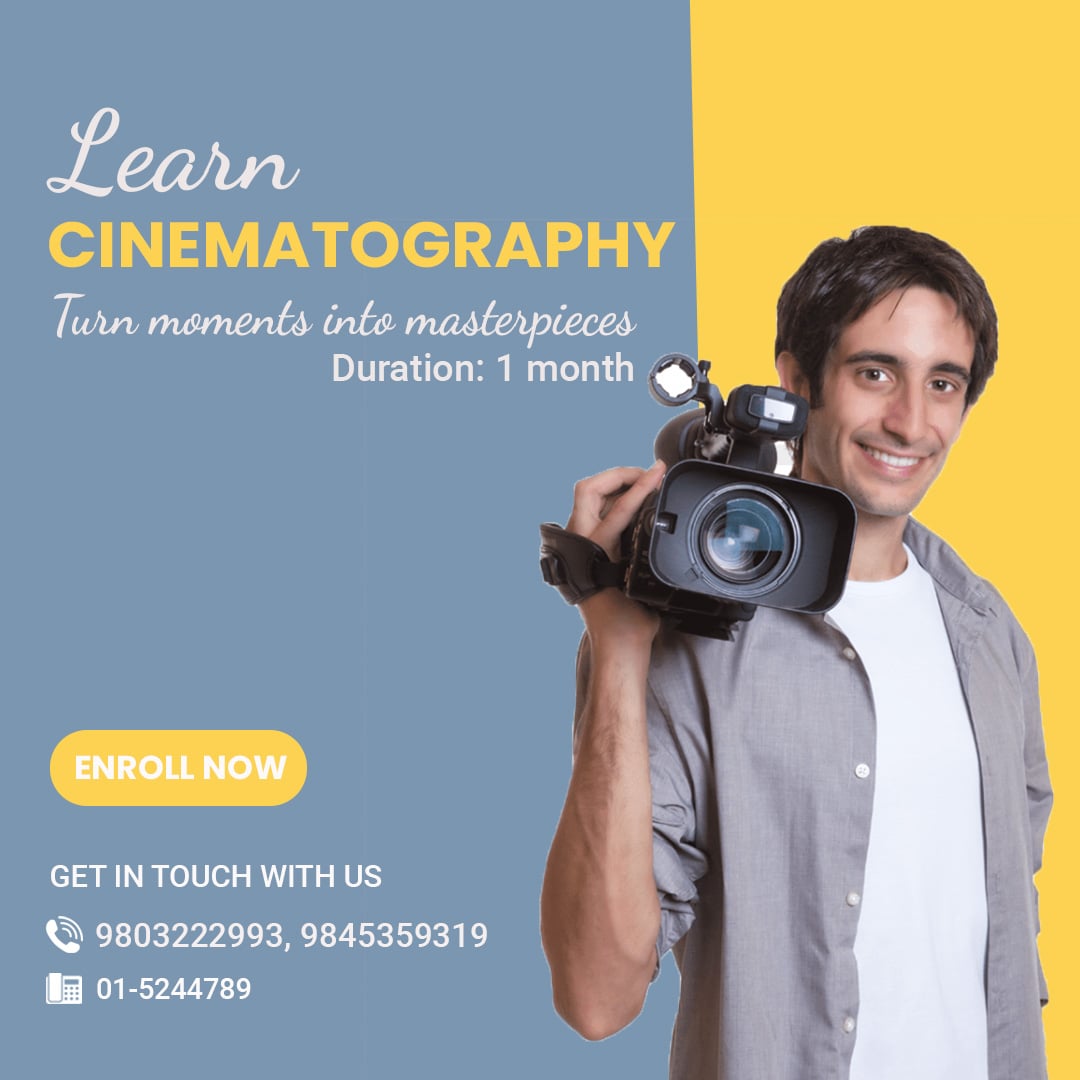 Learn
CINEMATOGRAPHY
Turn moments into masterpieces
Duration: 1 month
ENROLL NOW
GET IN TOUCH WITH US
9803222993, 9845359319
01-5244789